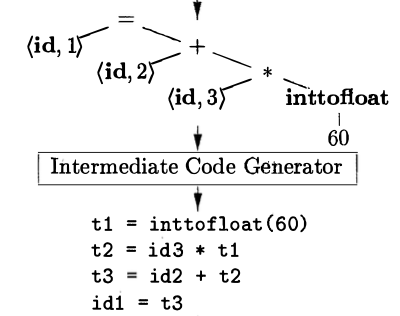 =
⟨id, 1⟩ +
⟨id, 2⟩ *
⟨id, 3⟩ inttofloat
60
Intermediate Code Generator
t1 = inttofloat(60)
t2 = id3 * t1
t3 = id2 + t2
id1 = t3